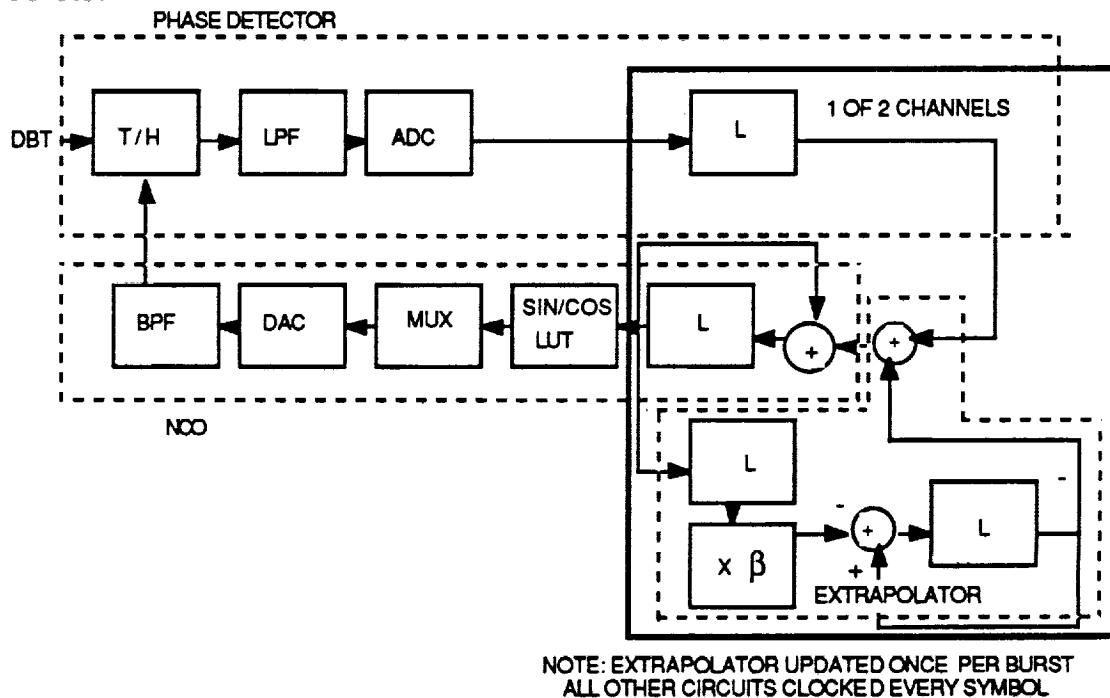 PHASE DETECTOR
DBT
T/H
LPF
ADC
L
1 OF 2 CHANNELS
BPF
DAC
MUX
SIN/COS
LUT
L
+
+
NCO
L
-
+
L
-
X β
+
EXTRAPOLATOR
NOTE: EXTRAPOLATOR UPDATED ONCE PER BURST
ALL OTHER CIRCUITS CLOCKED EVERY SYMBOL